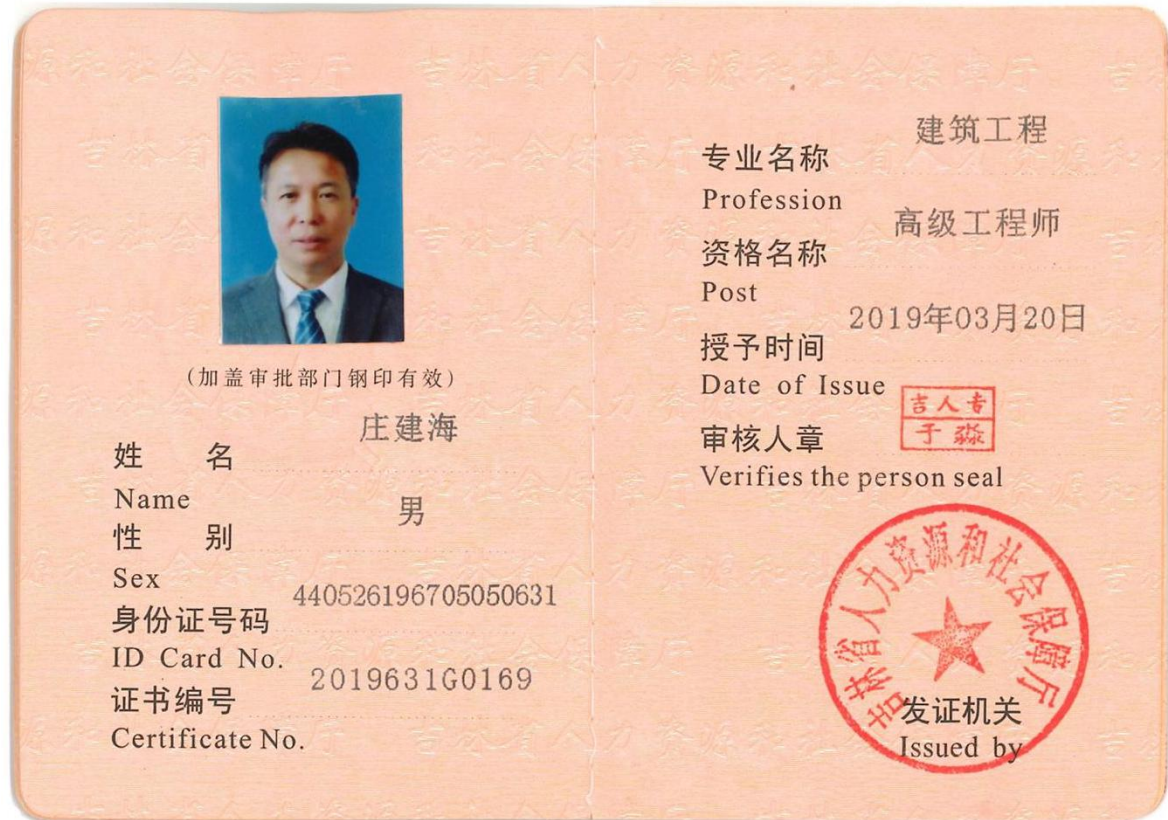 (加盖审批部门钢印有效)
庄建海
姓 名
Name
男
性 别
Sex
440526196705050631
身份证号码
ID Card No.
2019631G0169
证书编号
Certificate No.
建筑工程
专业名称
Profession
高级工程师
资格名称
Post
2019年03月20日
授予时间
Date of Issue
吉人专
于淼
审核人章
Verifies the person seal
吉林省人力资源和社会保障厅
发证机关
Issued by